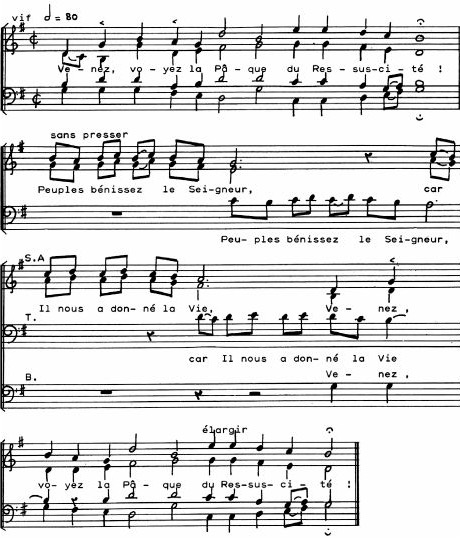 vif ♩ = 80
Ve - nez, vo - yez la Pâ - que du Res - sus - ci - té !
sans presser
Peuples bénissez le Sei-gneur, car
Peu- ples bénissez le Sei-gneur,
S.A
Il nous a don- né la Vie, Ve - nez ,
T.
car Il nous a don- né la Vie
B. Ve - nez ,
élargir
vo - yez la Pâ - que du Res-sus- ci - té !